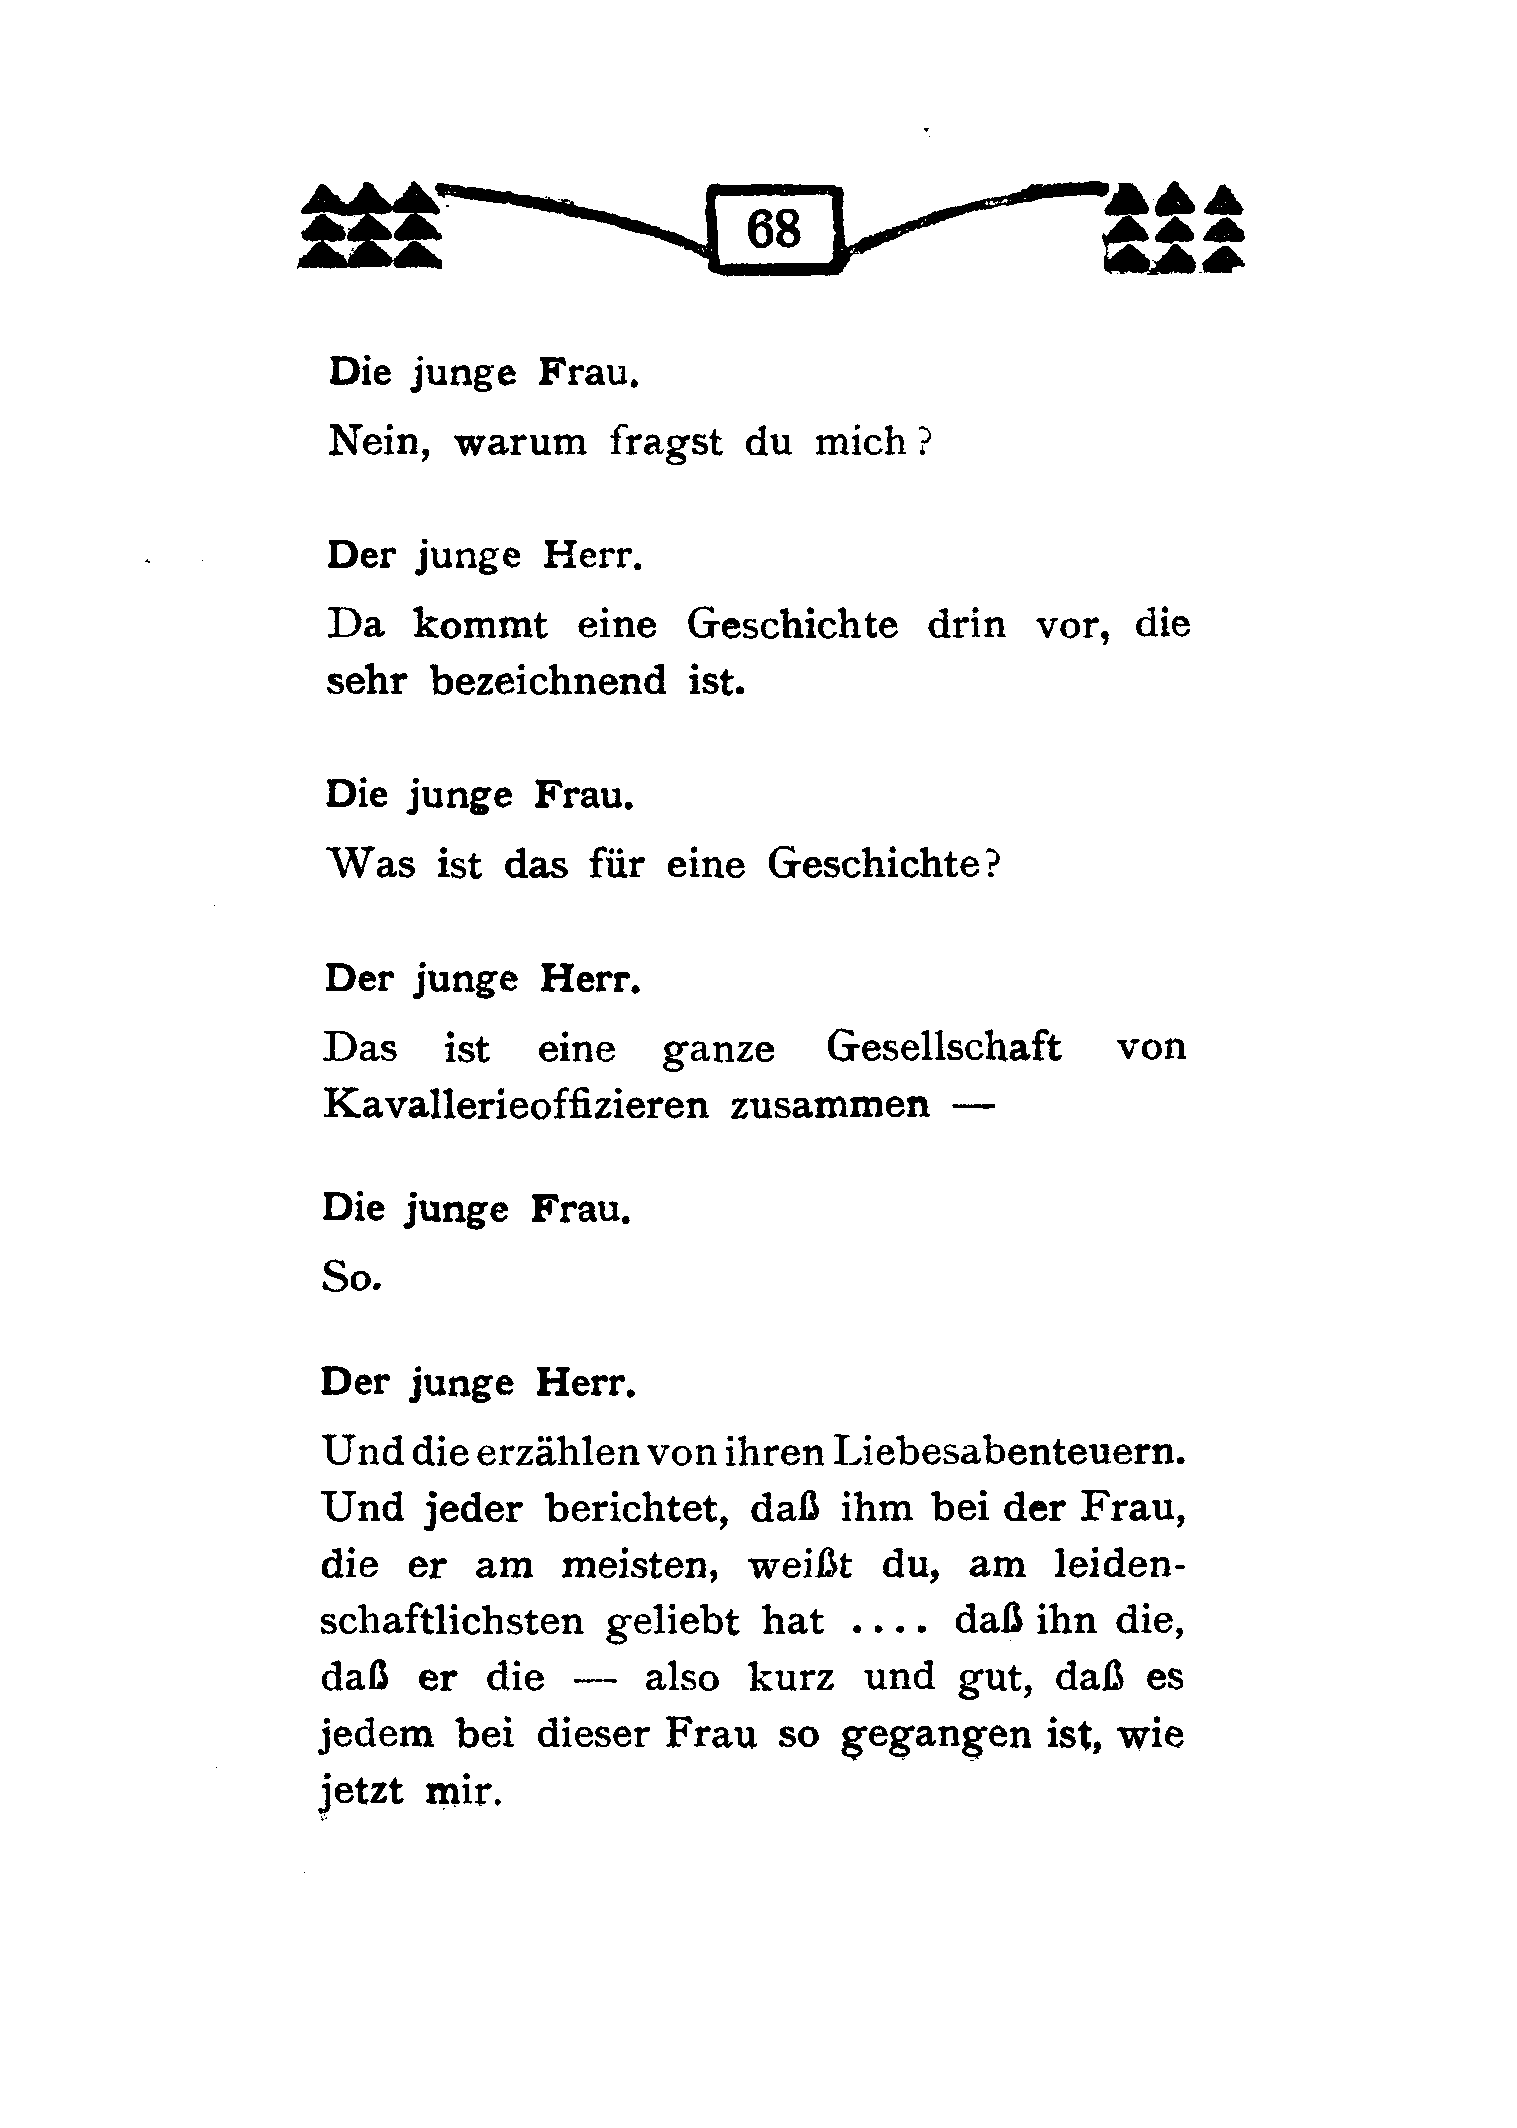 68
Die junge Frau.
Nein, warum fragst du mich?
Der junge Herr.
Da kommt eine Geschichte drin vor, die
sehr bezeichnend ist.
Die junge Frau.
Was ist das für eine Geschichte?
Der junge Herr.
Das ist eine ganze Gesellschaft von
Kavallerieoffizieren zusammen —
Die junge Frau.
So.
Der junge Herr.
Und die erzählen von ihren Liebesabenteuern.
Und jeder berichtet, daß ihm bei der Frau,
die er am meisten, weißt du, am leiden-
schaftlichsten geliebt hat .... daß ihn die,
daß er die — also kurz und gut, daß es
jedem bei dieser Frau so gegangen ist, wie
jetzt mir.